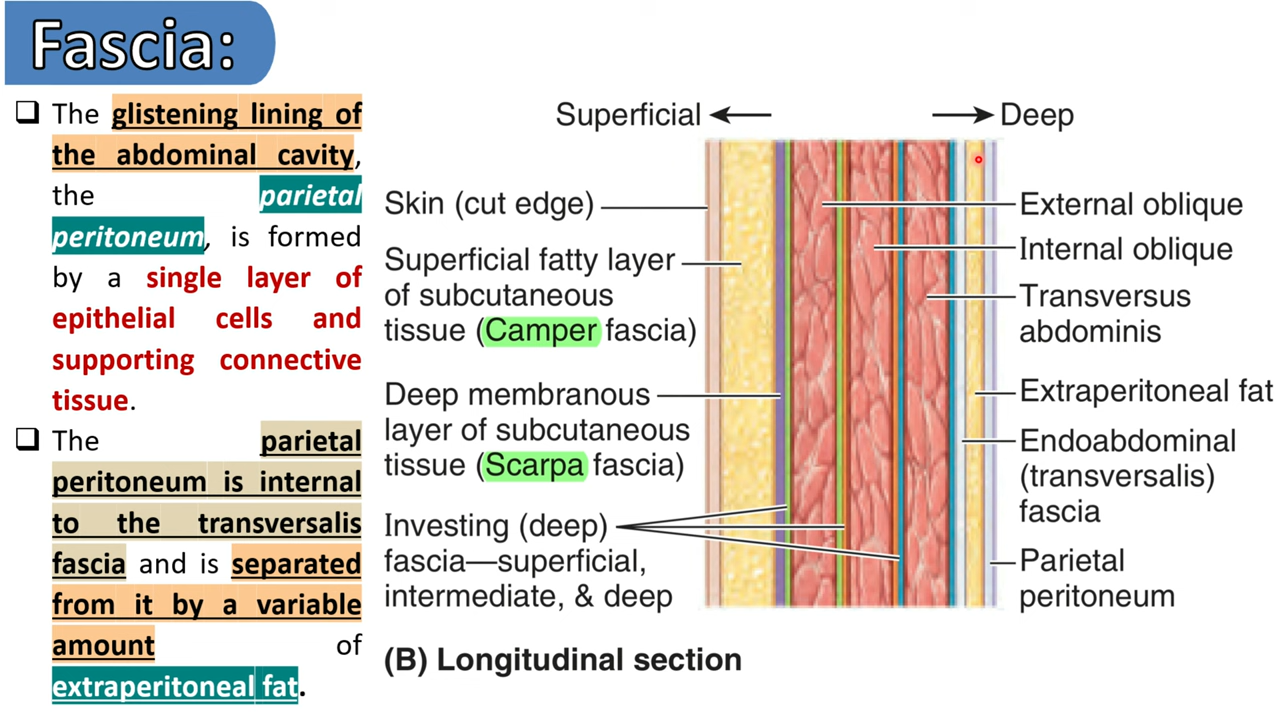 Fascia:
❑ The glistening lining of
the abdominal cavity,
the parietal
peritoneum, is formed
by a single layer of
epithelial cells and
supporting connective
tissue.
❑ The parietal
peritoneum is internal
to the transversalis
fascia and is separated
from it by a variable
amount of
extraperitoneal fat.
Superficial
Deep
Skin (cut edge)
Superficial fatty layer
of subcutaneous
tissue (Camper fascia)
Deep membranous
layer of subcutaneous
tissue (Scarpa fascia)
Investing (deep)
fascia—superficial,
intermediate, & deep
External oblique
Internal oblique
Transversus
abdominis
Extraperitoneal fat
Endoabdominal
(transversalis)
fascia
Parietal
peritoneum
(B) Longitudinal section